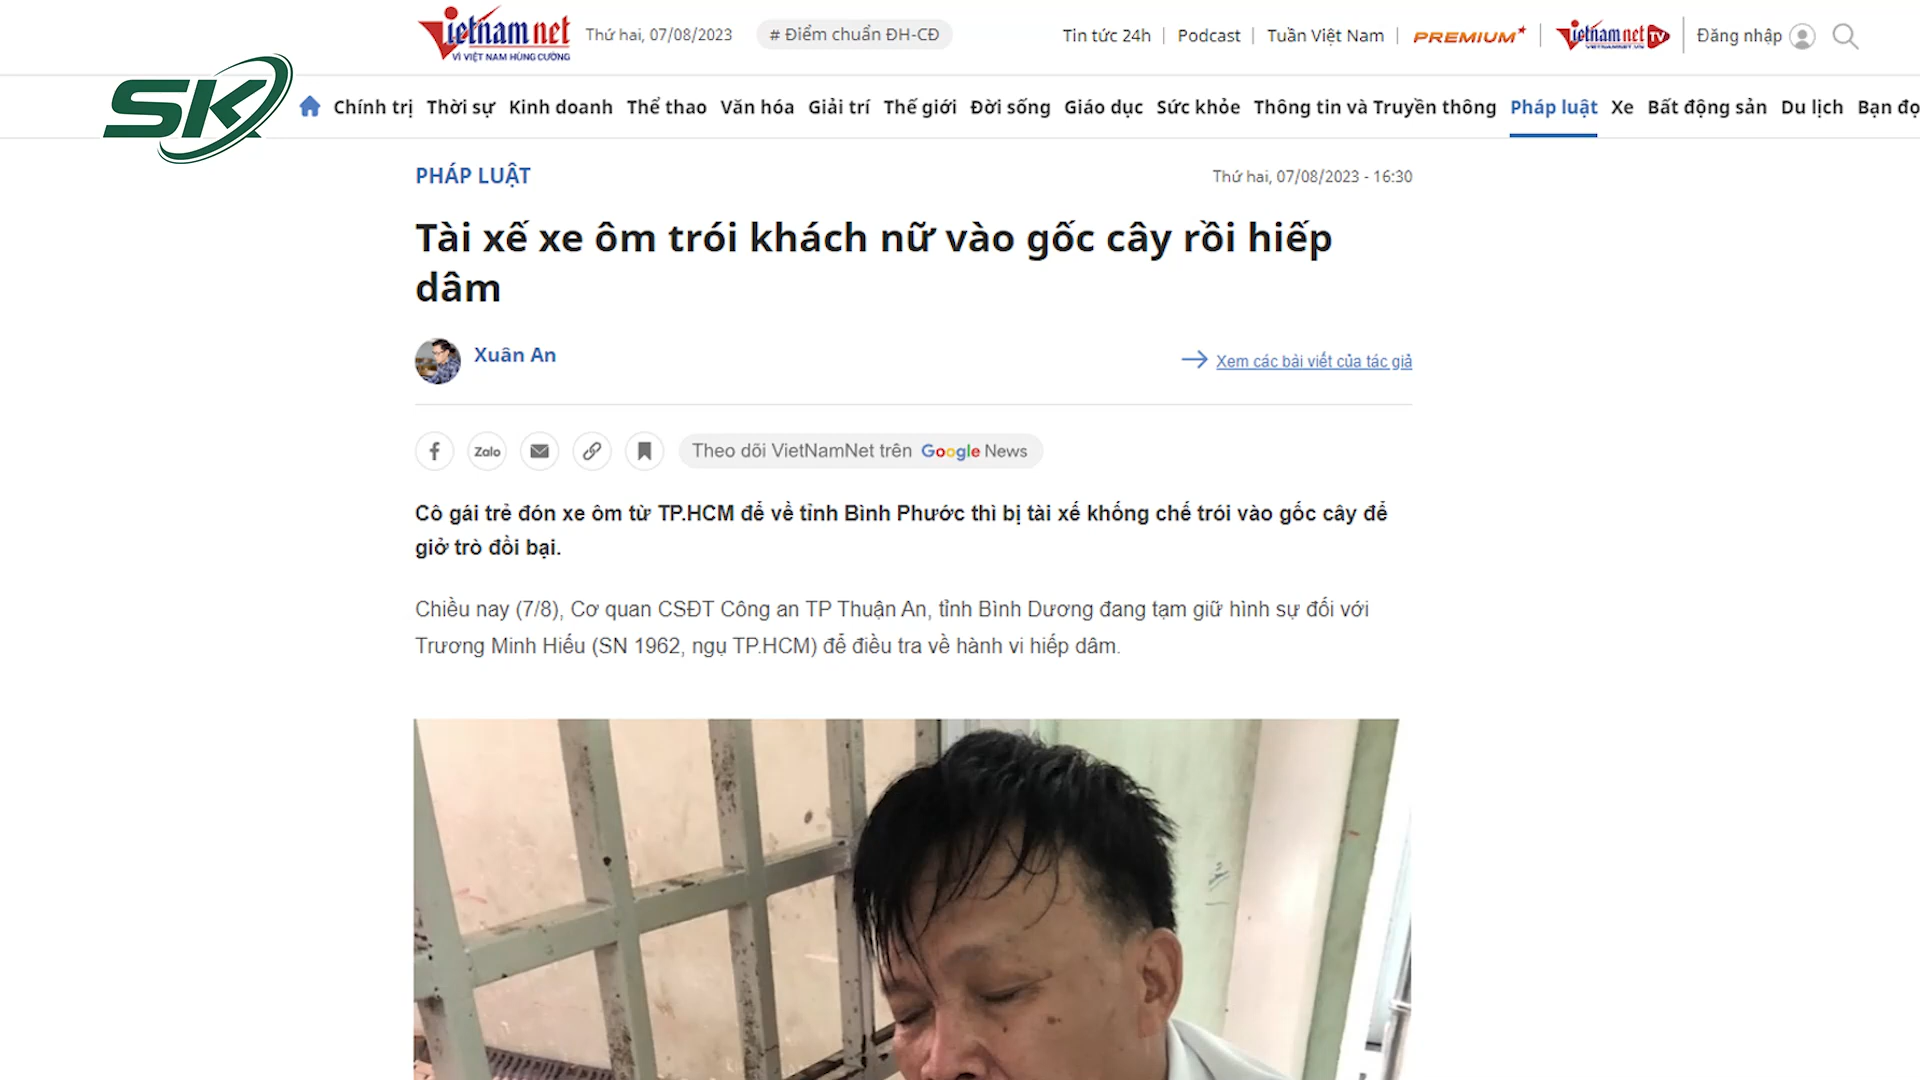 Vietnam net
VÌ VIỆT NAM HÙNG CƯỜNG
Thứ hai, 07/08/2023
# Điểm chuẩn ĐH-CĐ
Tin tức 24h
Podcast
Tuần Việt Nam
PREMIUM
Vietnam net TV
VIETNAMNET.VN
Đăng nhập
SK
Chính trị Thời sự Kinh doanh Thể thao Văn hóa Giải trí Thế giới Đời sống Giáo dục Sức khỏe Thông tin và Truyền thông Pháp luật Xe Bất động sản Du lịch Bạn đọ
PHÁP LUẬT
Thứ hai, 07/08/2023 - 16:30
Tài xế xe ôm trói khách nữ vào gốc cây rồi hiếp
dâm
Xuân An
Xem các bài viết của tác giả
Zalo
Theo dõi VietNamNet trên Google News
Cô gái trẻ đón xe ôm từ TP.HCM để về tỉnh Bình Phước thì bị tài xế khống chế trói vào gốc cây để
giở trò đồi bại.
Chiều nay (7/8), Cơ quan CSĐT Công an TP Thuận An, tỉnh Bình Dương đang tạm giữ hình sự đối với
Trương Minh Hiếu (SN 1962, ngụ TP.HCM) để điều tra về hành vi hiếp dâm.